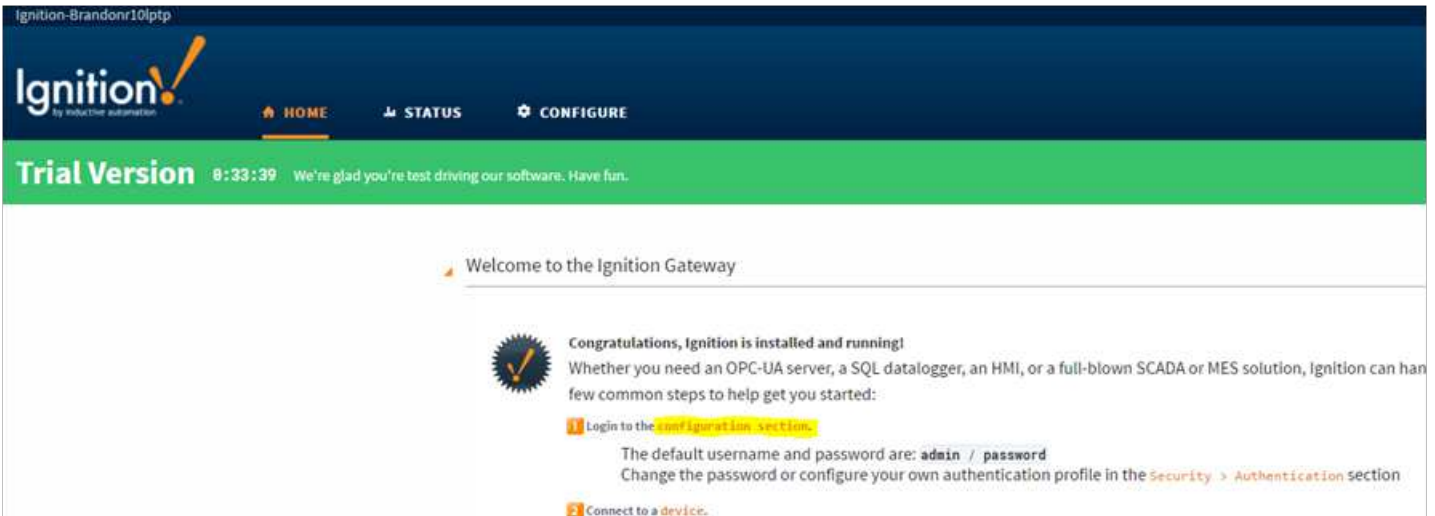 Ignition-Brandonr10lptp
Ignition!
by inductive automation
HOME STATUS CONFIGURE
Trial Version 0:33:39 We're glad you're test driving our software. Have fun.
Welcome to the Ignition Gateway
Congratulations, Ignition is installed and running!
Whether you need an OPC-UA server, a SQL datalogger, an HMI, or a full-blown SCADA or MES solution, Ignition can han
few common steps to help get you started:
1 Login to the configuration section.
The default username and password are: admin / password
Change the password or configure your own authentication profile in the Security > Authentication section
2 Connect to a device.